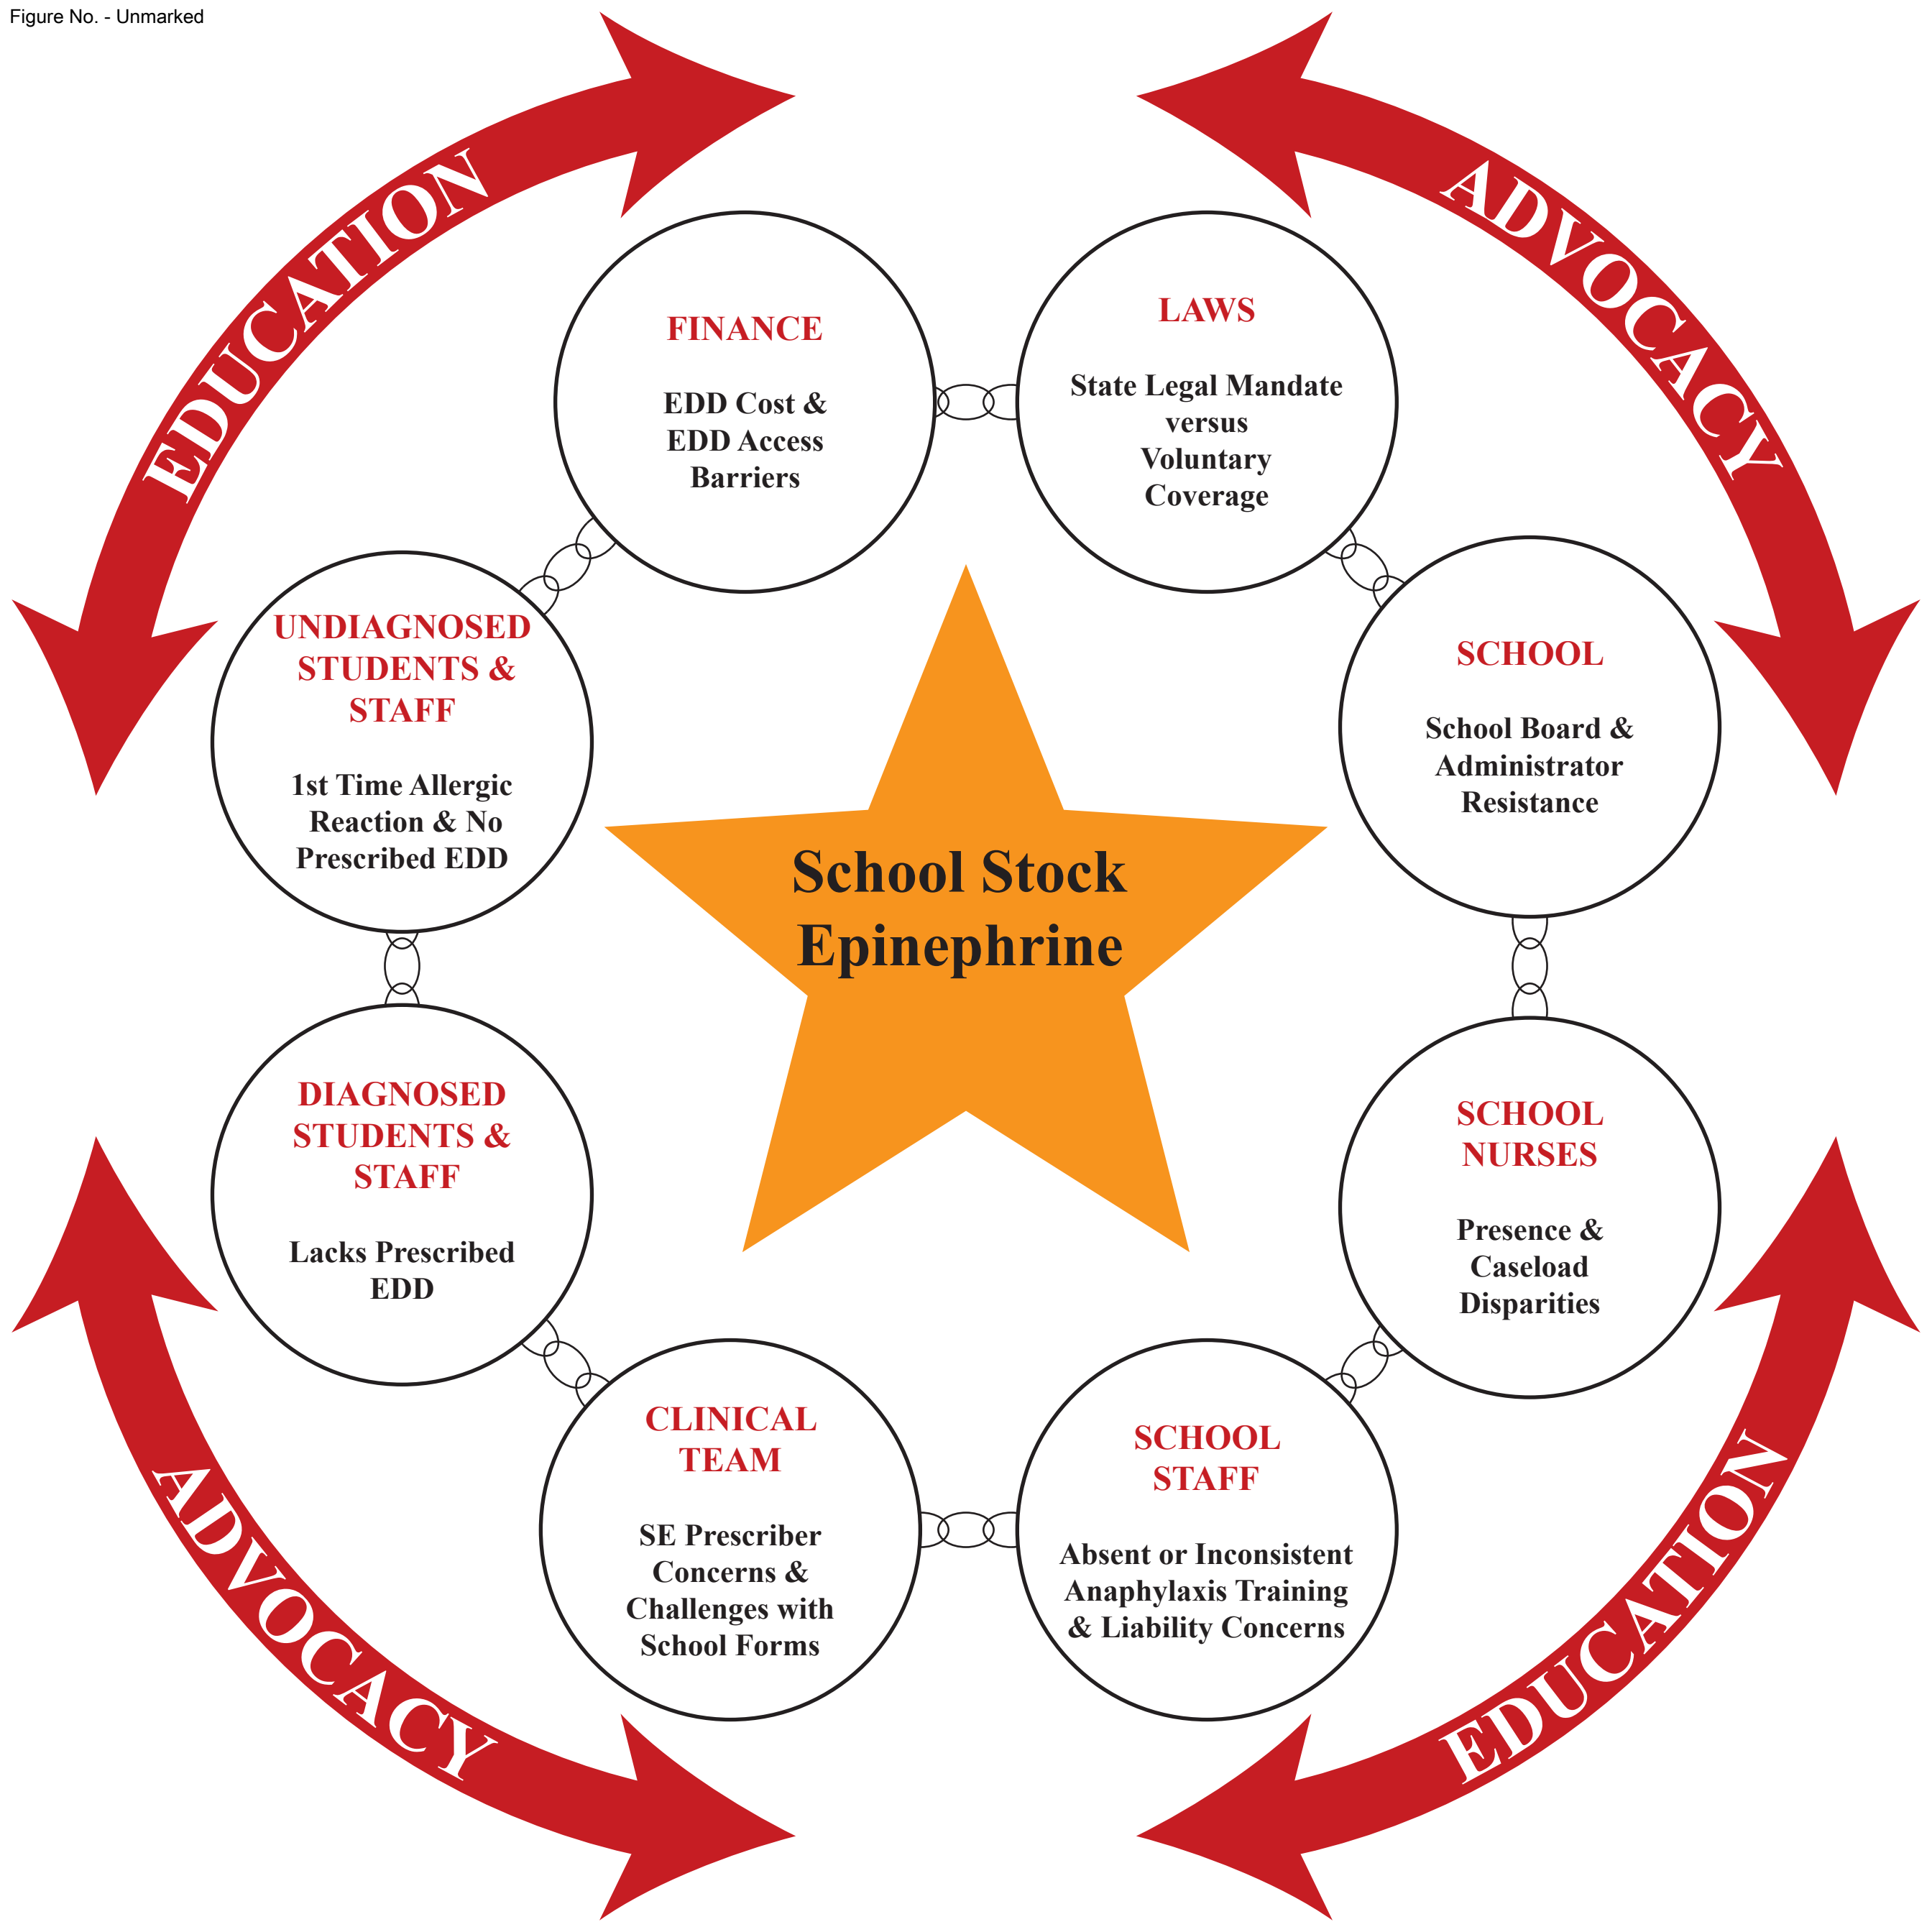 Figure No. - Unmarked
EDUCATION
ADVOCACY
FINANCE
EDD Cost &
EDD Access
Barriers
LAWS
State Legal Mandate
versus
Voluntary
Coverage
UNDIAGNOSED
STUDENTS &
STAFF
1st Time Allergic
Reaction & No
Prescribed EDD
SCHOOL
School Board &
Administrator
Resistance
School Stock
Epinephrine
DIAGNOSED
STUDENTS &
STAFF
Lacks Prescribed
EDD
SCHOOL
NURSES
Presence &
Caseload
Disparities
CLINICAL
TEAM
SE Prescriber
Concerns &
Challenges with
School Forms
SCHOOL
STAFF
Absent or Inconsistent
Anaphylaxis Training
& Liability Concerns
ADVOCACY
EDUCATION